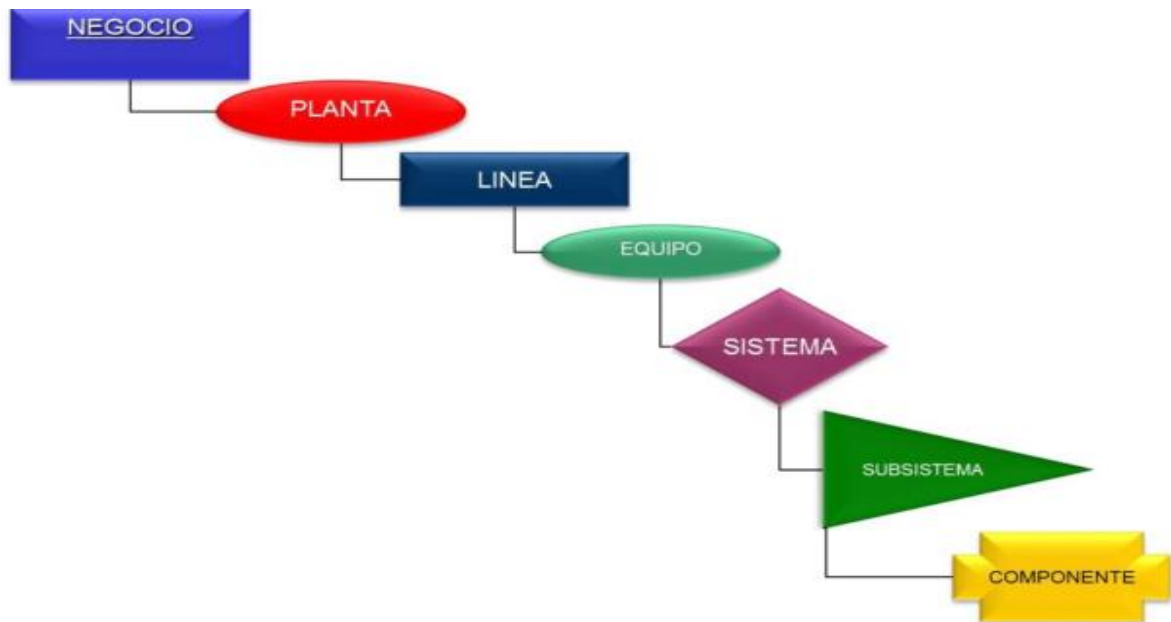 NEGOCIO
PLANTA
LINEA
EQUIPO
SISTEMA
SUBSISTEMA
COMPONENTE